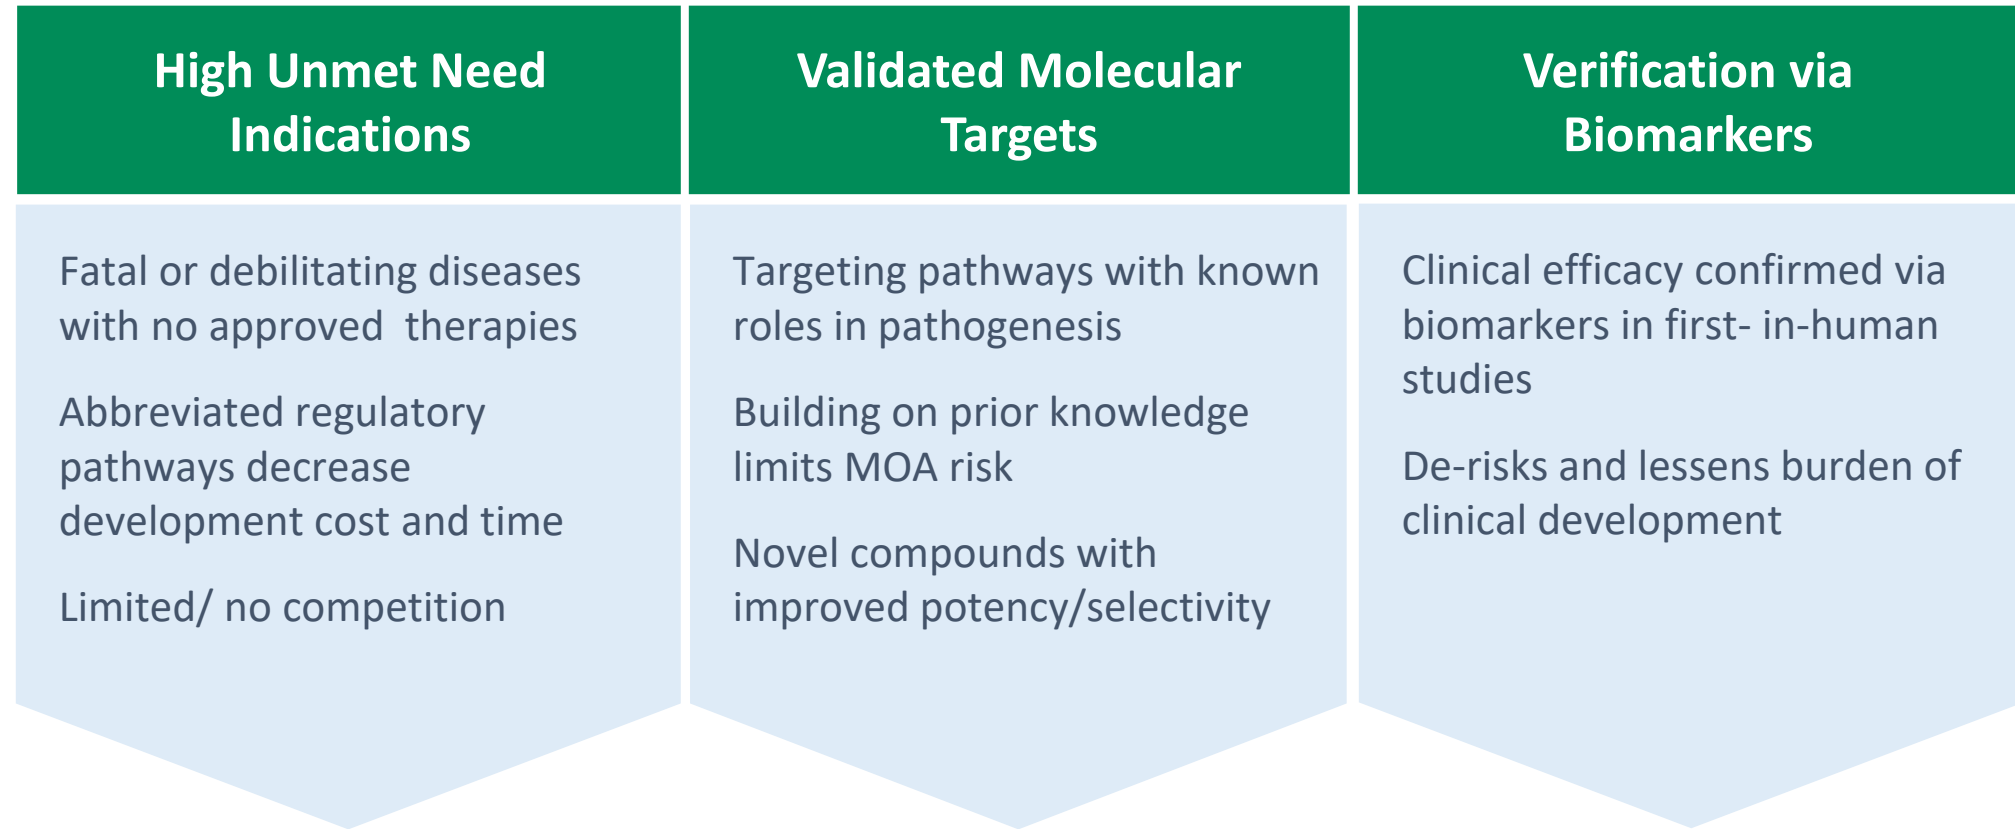 High Unmet Need
Indications
Fatal or debilitating diseases
with no approved  therapies
Abbreviated regulatory
pathways decrease
development cost and time
Limited/ no competition
Validated Molecular
Targets
Targeting pathways with known
roles in pathogenesis
Building on prior knowledge
limits MOA risk
Novel compounds with
improved potency/selectivity
Verification via
Biomarkers
Clinical efficacy confirmed via
biomarkers in first- in-human
studies
De-risks and lessens burden of
clinical development